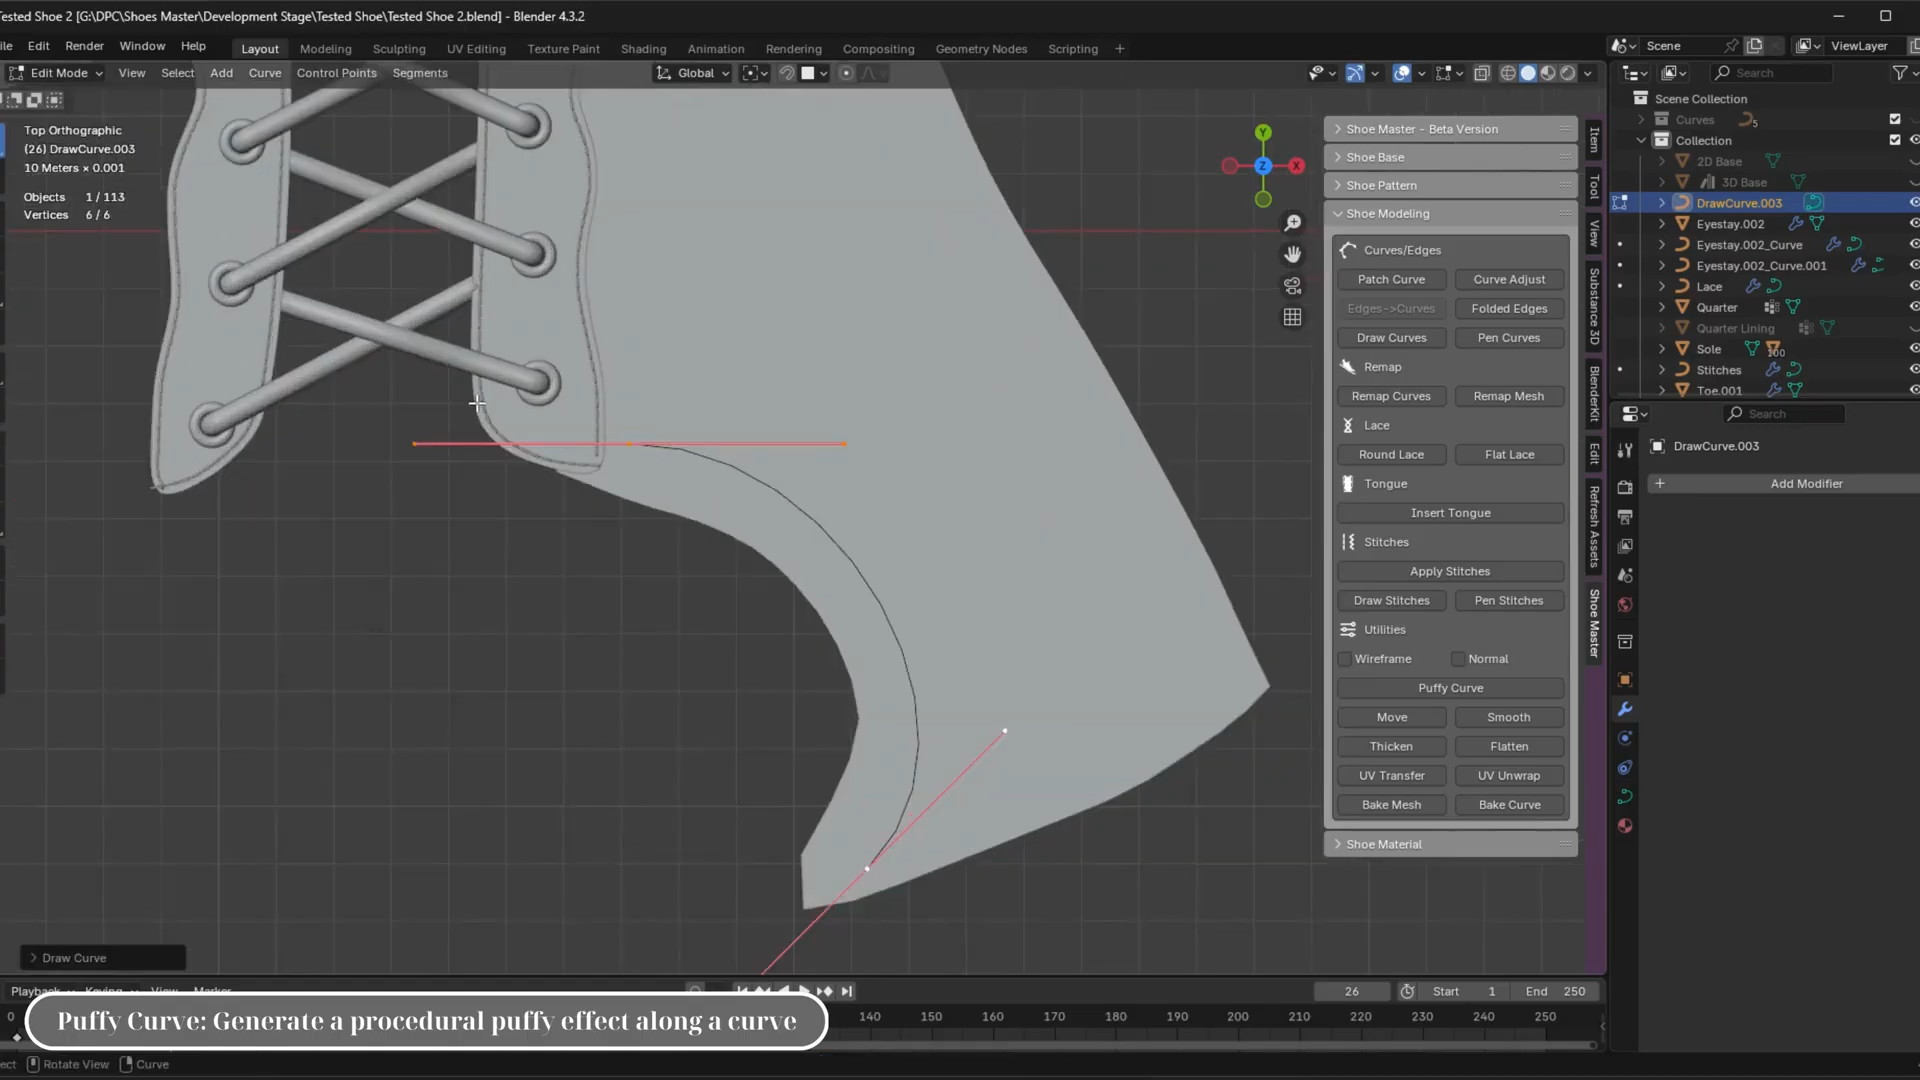 Tested Shoe 2 [G:\DPC\Shoes Master\Development Stage\Tested Shoe\Tested Shoe 2.blend] - Blender 4.3.2
ile Edit Render Window Help Layout Modeling Sculpting UV Editing Texture Paint Shading Animation Rendering Compositing Geometry Nodes Scripting + Scene ViewLayer
Edit Mode View Select Add Curve Control Points Segments Global Search
Top Orthographic
(26) DrawCurve.003
10 Meters × 0.001
Objects 1 / 113
Vertices 6 / 6
Y
Z
X
Shoe Master - Beta Version
Shoe Base
Shoe Pattern
Shoe Modeling
Curves/Edges
Patch Curve Curve Adjust
Edges->Curves Folded Edges
Draw Curves Pen Curves
Remap
Remap Curves Remap Mesh
Lace
Round Lace Flat Lace
Tongue
Insert Tongue
Stitches
Apply Stitches
Draw Stitches Pen Stitches
Utilities
Wireframe Normal
Puffy Curve
Move Smooth
Thicken Flatten
UV Transfer UV Unwrap
Bake Mesh Bake Curve
Shoe Material
Item
Tool
View
Substance 3D
BlenderKit
Edit
Refresh Assets
Shoe Master
Scene Collection
Curves 5
Collection
2D Base
3D Base
DrawCurve.003
Eyestay.002
Eyestay.002_Curve
Eyestay.002_Curve.001
Lace
Quarter
Quarter Lining
Sole 100
Stitches
Toe.001
Search
DrawCurve.003
+ Add Modifier
Draw Curve
Playback Keying View Marker 26 Start 1 End 250
0 140 150 160 170 180 190 200 210 220 230 240 250
Puffy Curve: Generate a procedural puffy effect along a curve
ect Rotate View Curve